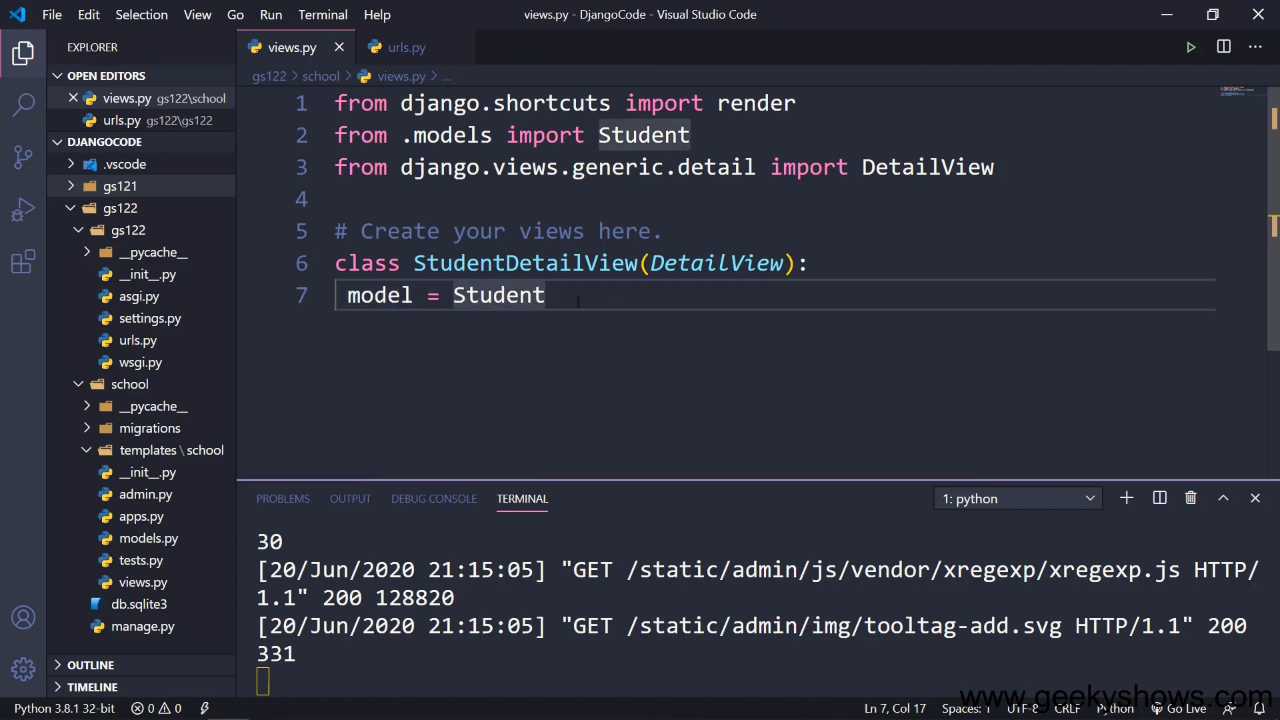 File Edit Selection View Go Run Terminal Help views.py - DjangoCode - Visual Studio Code
EXPLORER
OPEN EDITORS
views.py gs122\school
urls.py gs122\gs122
DJANGOCODE
.vscode
gs121
gs122
gs122
__pycache__
__init__.py
asgi.py
settings.py
urls.py
wsgi.py
school
__pycache__
migrations
templates \ school
__init__.py
admin.py
apps.py
models.py
tests.py
views.py
db.sqlite3
manage.py
OUTLINE
TIMELINE
views.py urls.py
gs122 > school > views.py > ...
1 from django.shortcuts import render
2 from .models import Student
3 from django.views.generic.detail import DetailView
4
5 # Create your views here.
6 class StudentDetailView(DetailView):
7 model = Student
PROBLEMS OUTPUT DEBUG CONSOLE TERMINAL 1: python
30
[20/Jun/2020 21:15:05] "GET /static/admin/js/vendor/xregexp/xregexp.js HTTP/
1.1" 200 128820
[20/Jun/2020 21:15:05] "GET /static/admin/img/tooltag-add.svg HTTP/1.1" 200
331
www.geekyshows.com
Python 3.8.1 32-bit 0 0 Ln 7, Col 17 Spaces: 1 UTF-8 CRLF Python Go Live